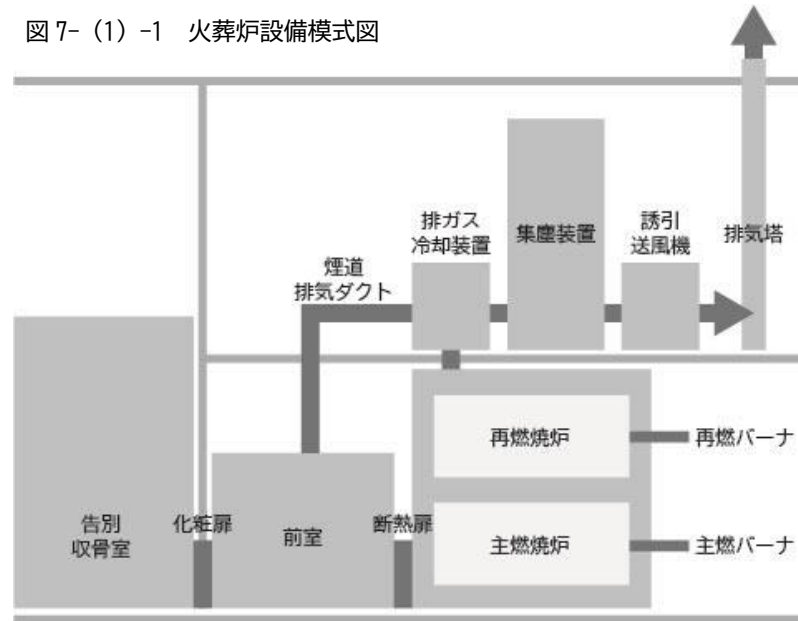 図 7-（1）-1　火葬炉設備模式図
排ガス
冷却装置
集塵装置
誘引
送風機
排気塔
煙道
排気ダクト
再燃焼炉
再燃バーナ
告別
収骨室
化粧扉
前室
断熱扉
主燃焼炉
主燃バーナ